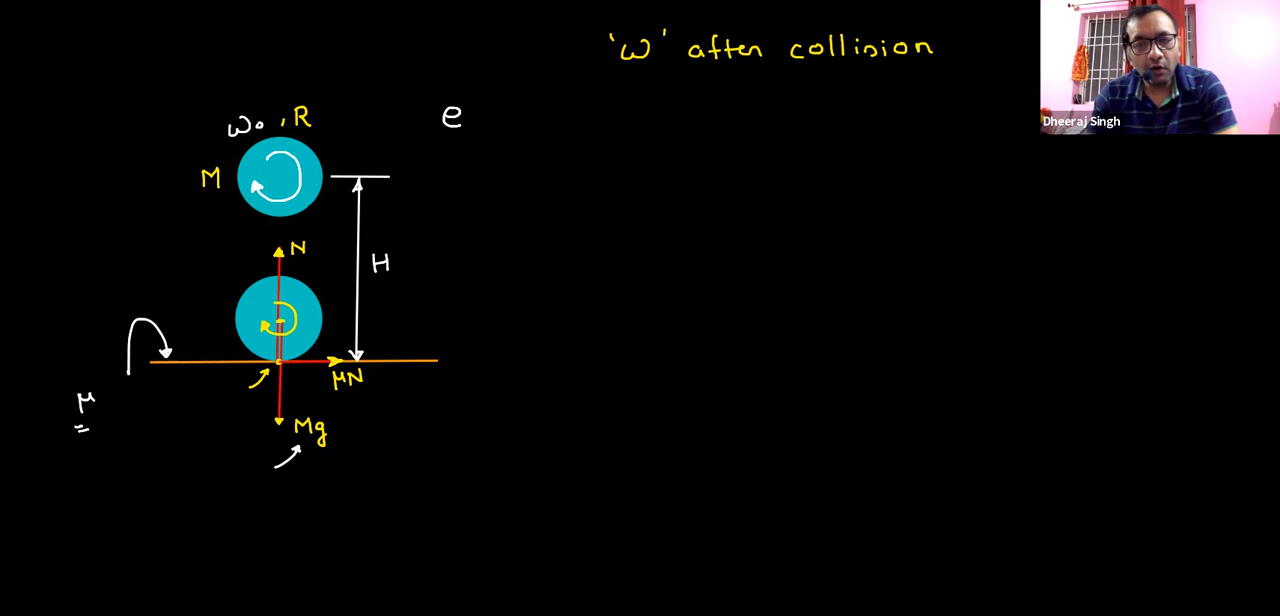 'ω' after collision
ω₀, R
e
M
N
H
μN
μ
Mg
Dheeraj Singh